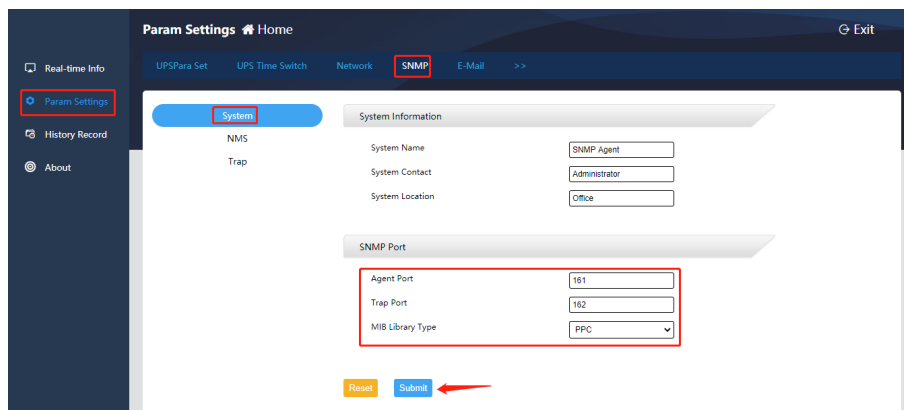 Param Settings Home
Exit
Real-time Info
Param Settings
History Record
About
UPSPara Set UPS Time Switch Network SNMP E-Mail >>
System
NMS
Trap
System Information
System Name SNMP Agent
System Contact Administrator
System Location Office
SNMP Port
Agent Port 161
Trap Port 162
MIB Library Type PPC
Reset Submit